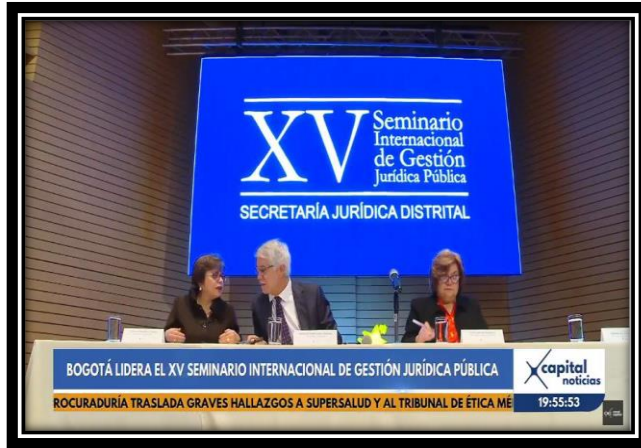 XV
Seminario
Internacional
de Gestión
Jurídica Pública
SECRETARÍA JURÍDICA DISTRITAL
BOGOTÁ LIDERA EL XV SEMINARIO INTERNACIONAL DE GESTIÓN JURÍDICA PÚBLICA
capital
noticias
ROCURADURÍA TRASLADA GRAVES HALLAZGOS A SUPERSALUD Y AL TRIBUNAL DE ÉTICA MÉ
19:55:53